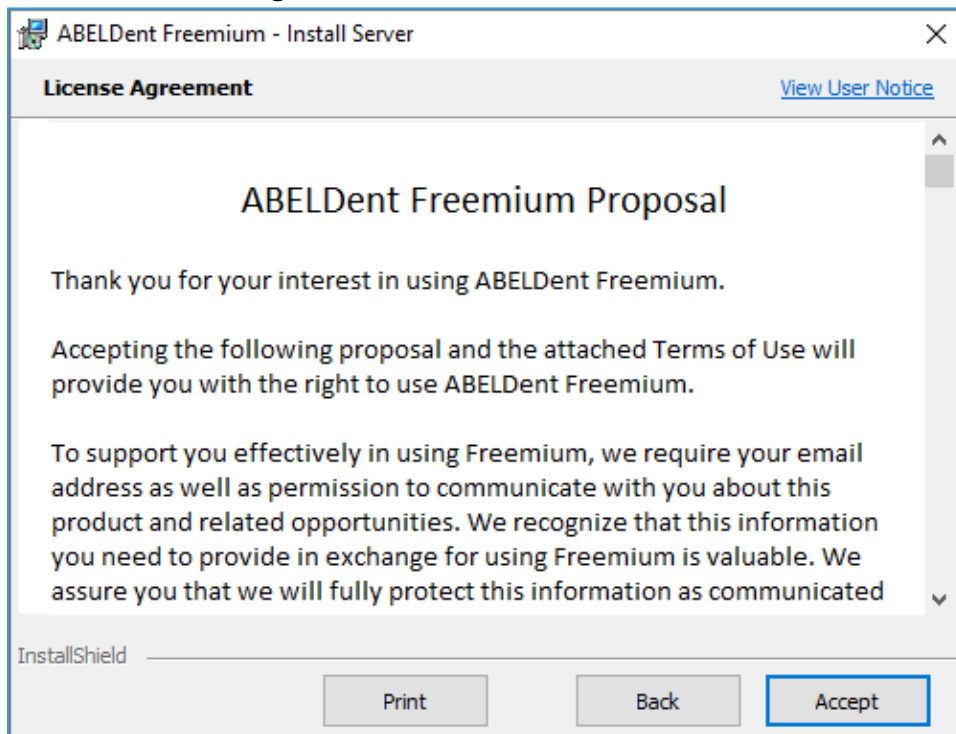 ABELDent Freemium - Install Server
License Agreement
View User Notice
ABELDent Freemium Proposal
Thank you for your interest in using ABELDent Freemium.
Accepting the following proposal and the attached Terms of Use will
provide you with the right to use ABELDent Freemium.
To support you effectively in using Freemium, we require your email
address as well as permission to communicate with you about this
product and related opportunities. We recognize that this information
you need to provide in exchange for using Freemium is valuable. We
assure you that we will fully protect this information as communicated
InstallShield
Print
Back
Accept